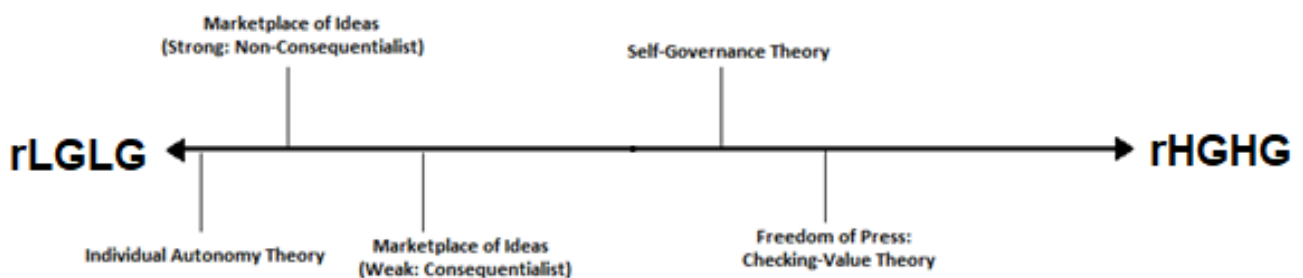 Marketplace of Ideas
(Strong: Non-Consequentialist)
Self-Governance Theory
rLGLG
rHGHG
Individual Autonomy Theory
Marketplace of Ideas
(Weak: Consequentialist)
Freedom of Press:
Checking-Value Theory